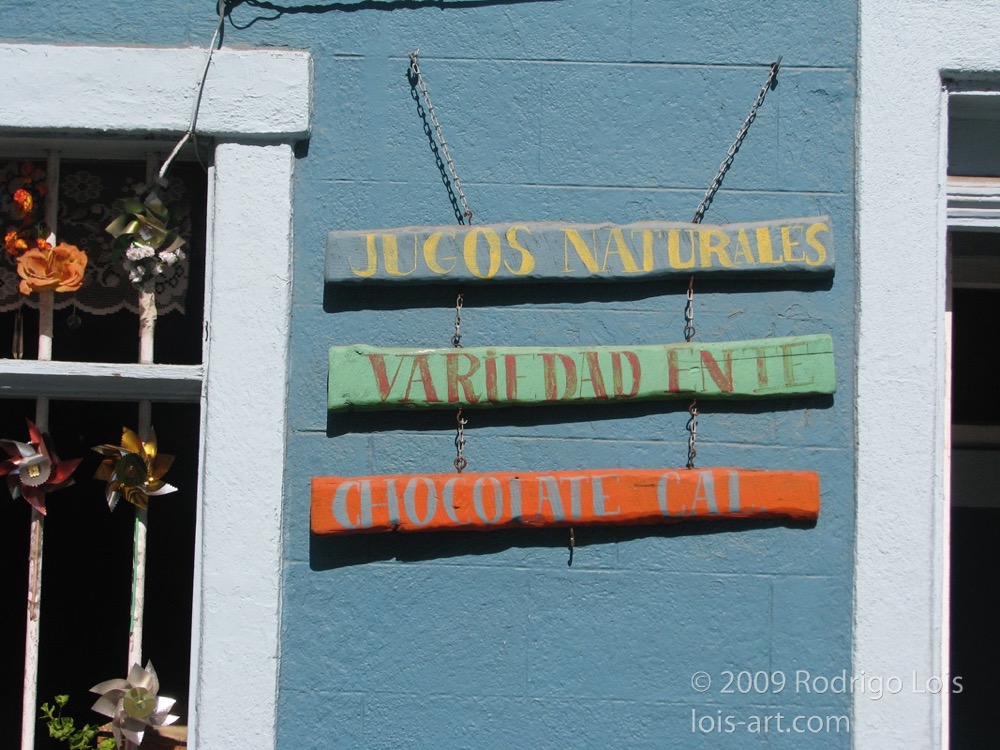 JUGOS NATURALES
VARIEDAD EN TE
CHOCOLATE CAL.
© 2009 Rodrigo Lois
lois-art.com